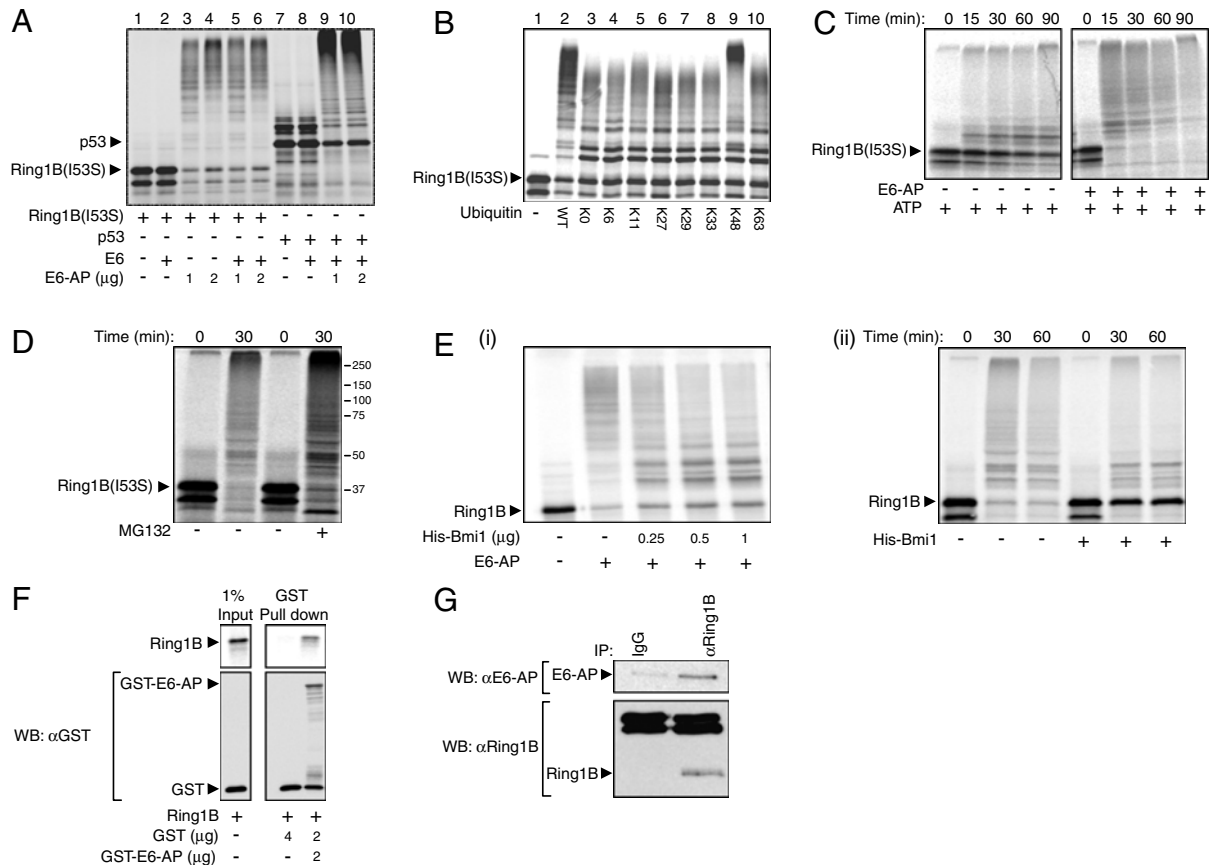 A
1 2 3 4 5 6 7 8 9 10
p53
Ring1B(I53S)
Ring1B(I53S) + + + + + + - - - -
p53 - - - - - - + + + +
E6 - + - - + + - + + +
E6-AP (μg) - - 1 2 1 2 - - 1 2
B
1 2 3 4 5 6 7 8 9 10
Ring1B(I53S)
Ubiquitin - WT K0 K6 K11 K27 K29 K33 K48 K63
C
Time (min): 0 15 30 60 90 0 15 30 60 90
Ring1B(I53S)
E6-AP - - - - - + + + + +
ATP + + + + + + + + + +
D
Time (min): 0 30 0 30
250
150
100
75
50
37
Ring1B(I53S)
MG132 - - - +
E
(i)
Ring1B
His-Bmi1 (μg) - - 0.25 0.5 1
E6-AP - + + + +
(ii)
Time (min): 0 30 60 0 30 60
Ring1B
His-Bmi1 - - - + + +
F
1% Input
GST Pull down
Ring1B
GST-E6-AP
WB: αGST
GST
Ring1B + + +
GST (μg) - 4 2
GST-E6-AP (μg) - - 2
G
IP: IgG αRing1B
WB: αE6-AP
E6-AP
WB: αRing1B
Ring1B